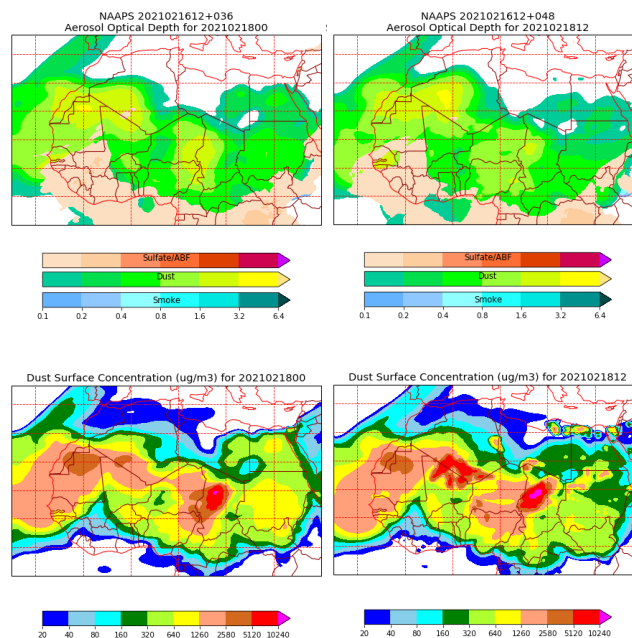 NAAPS 2021021612+036
Aerosol Optical Depth for 2021021800
NAAPS 2021021612+048
Aerosol Optical Depth for 2021021812
Sulfate/ABF
Dust
Smoke
0.1 0.2 0.4 0.8 1.6 3.2 6.4
Sulfate/ABF
Dust
Smoke
0.1 0.2 0.4 0.8 1.6 3.2 6.4
Dust Surface Concentration (ug/m3) for 2021021800
Dust Surface Concentration (ug/m3) for 2021021812
20 40 80 160 320 640 1260 2580 5120 10240
20 40 80 160 320 640 1260 2580 5120 10240